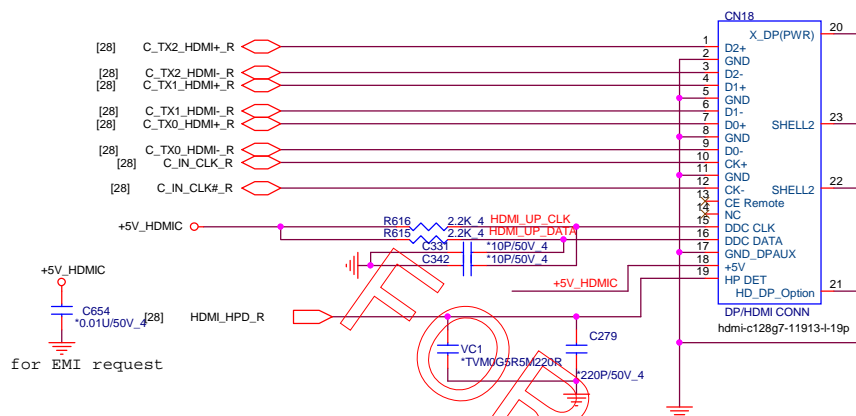 CN18
X_DP(PWR) 20
[28] C_TX2_HDMI+_R 1 D2+
2 GND
[28] C_TX2_HDMI-_R 3 D2-
[28] C_TX1_HDMI+_R 4 D1+
5 GND
[28] C_TX1_HDMI-_R 6 D1-
[28] C_TX0_HDMI+_R 7 D0+ SHELL2 23
8 GND
[28] C_TX0_HDMI-_R 9 D0-
[28] C_IN_CLK_R 10 CK+
11 GND
[28] C_IN_CLK#_R 12 CK- SHELL2 22
13 CE Remote
14 NC
+5V_HDMIC R616 2.2K_4 HDMI_UP_CLK 15 DDC CLK
R615 2.2K_4 HDMI_UP_DATA 16 DDC DATA
C331 *10P/50V_4 17 GND_DPAUX
C342 *10P/50V_4 18 +5V
19 HP DET
+5V_HDMIC
+5V_HDMIC
HD_DP_Option 21
C654
*0.01U/50V_4
[28] HDMI_HPD_R
DP/HDMI CONN
hdmi-c128g7-11913-l-19p
C279
VC1
*TVM0G5R5M220R
*220P/50V_4
for EMI request